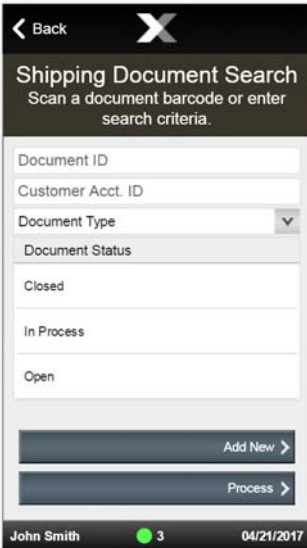 Back
Shipping Document Search
Scan a document barcode or enter
search criteria.
Document ID
Customer Acct. ID
Document Type
Document Status
Closed
In Process
Open
Add New
Process
John Smith 3 04/21/2017